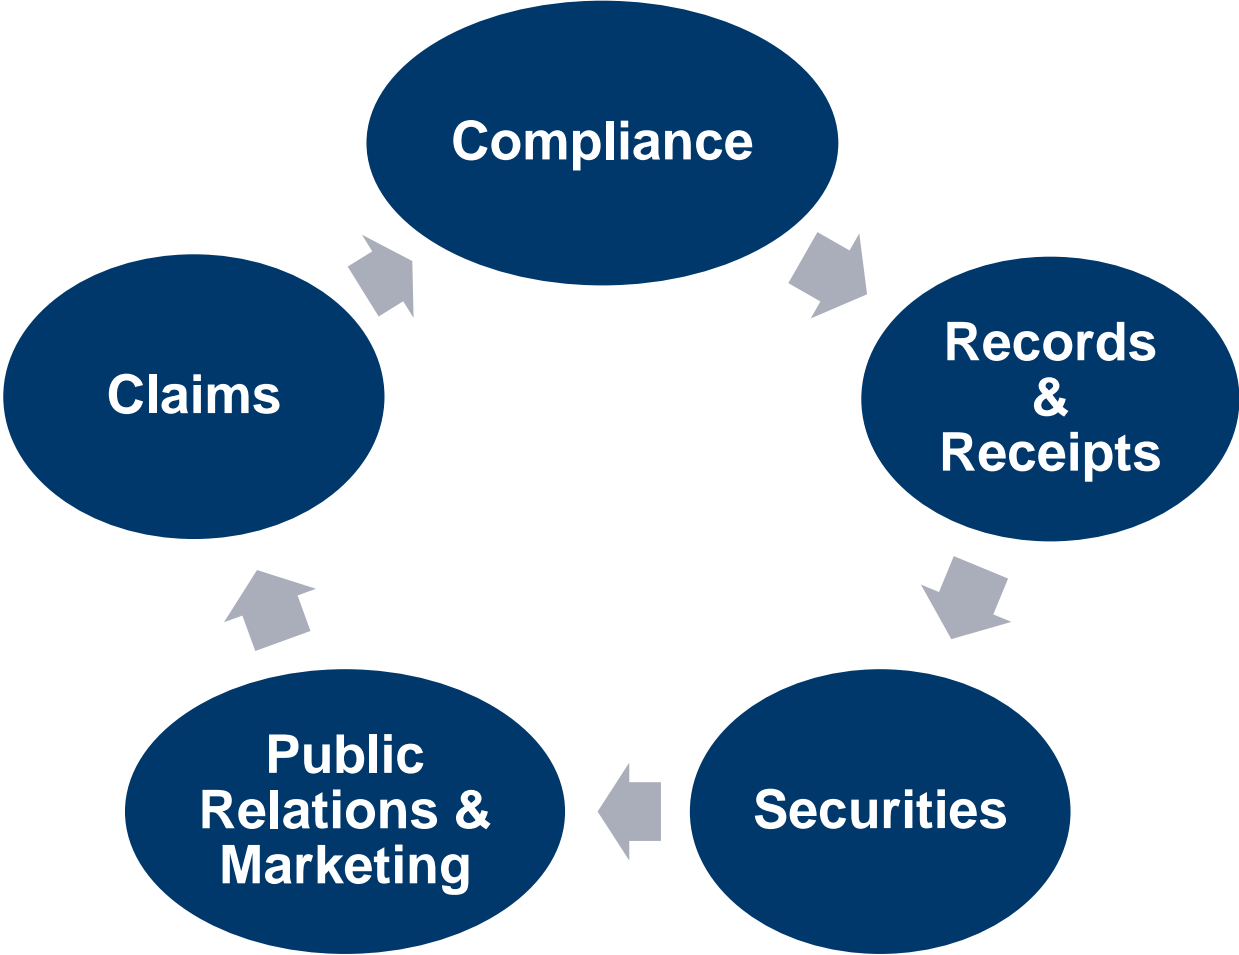 Compliance
Records
&
Receipts
Securities
Public
Relations &
Marketing
Claims